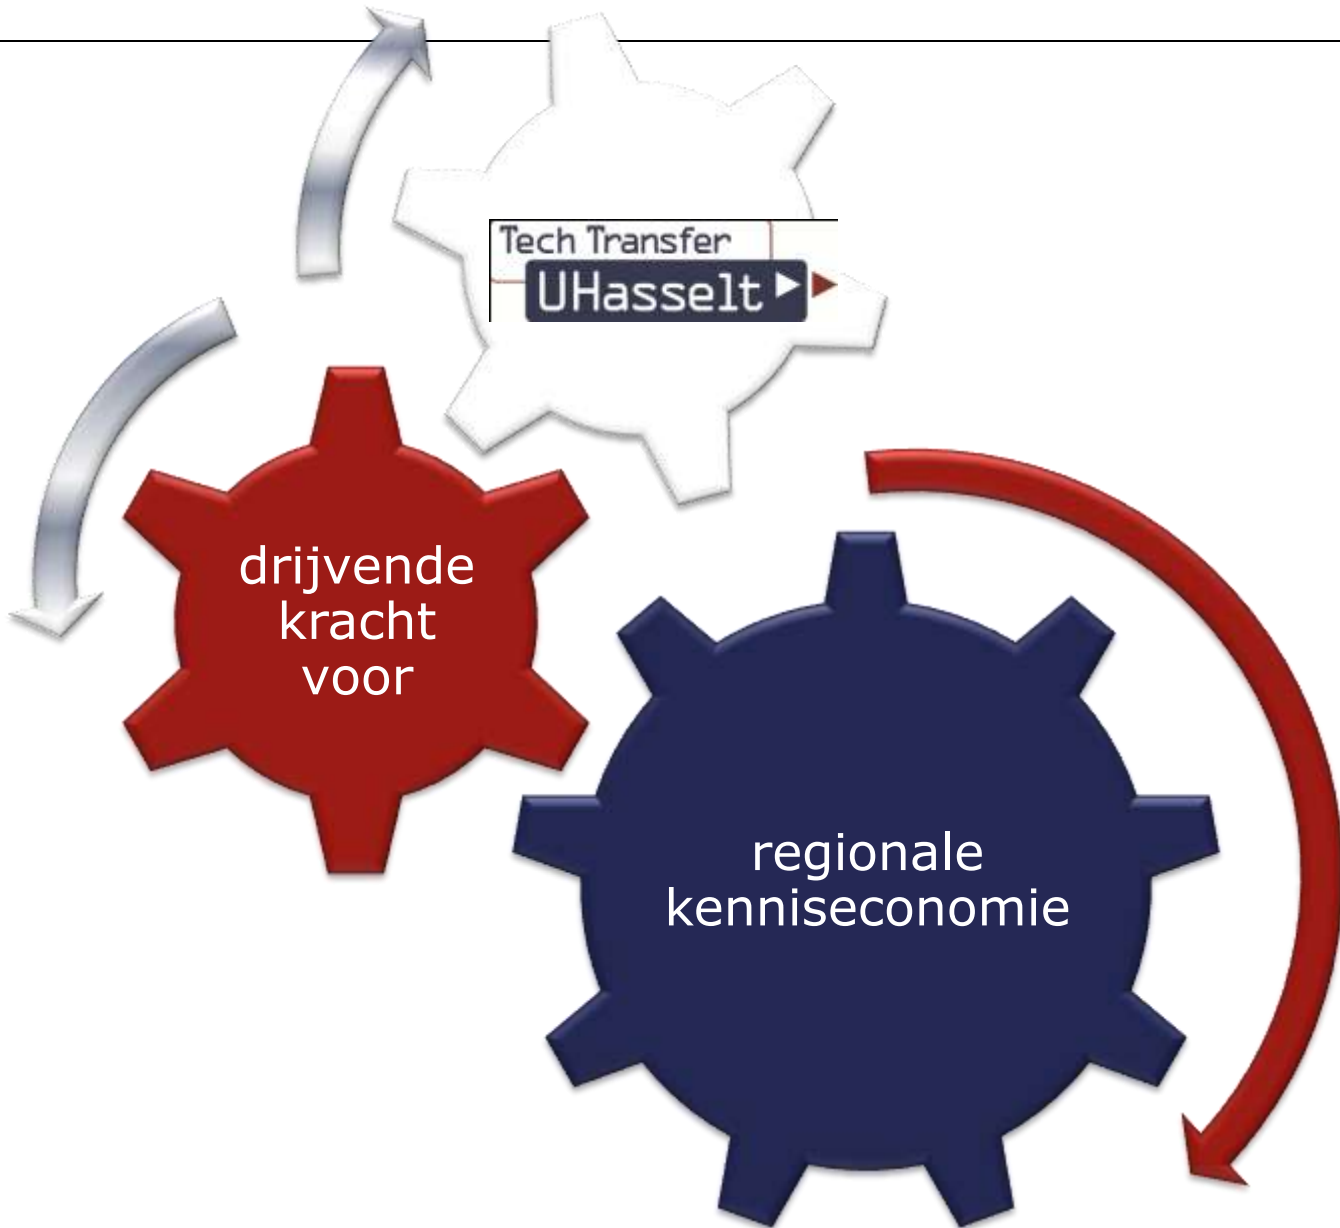 Tech Transfer
UHasselt
drijvende
kracht
voor
regionale
kenniseconomie